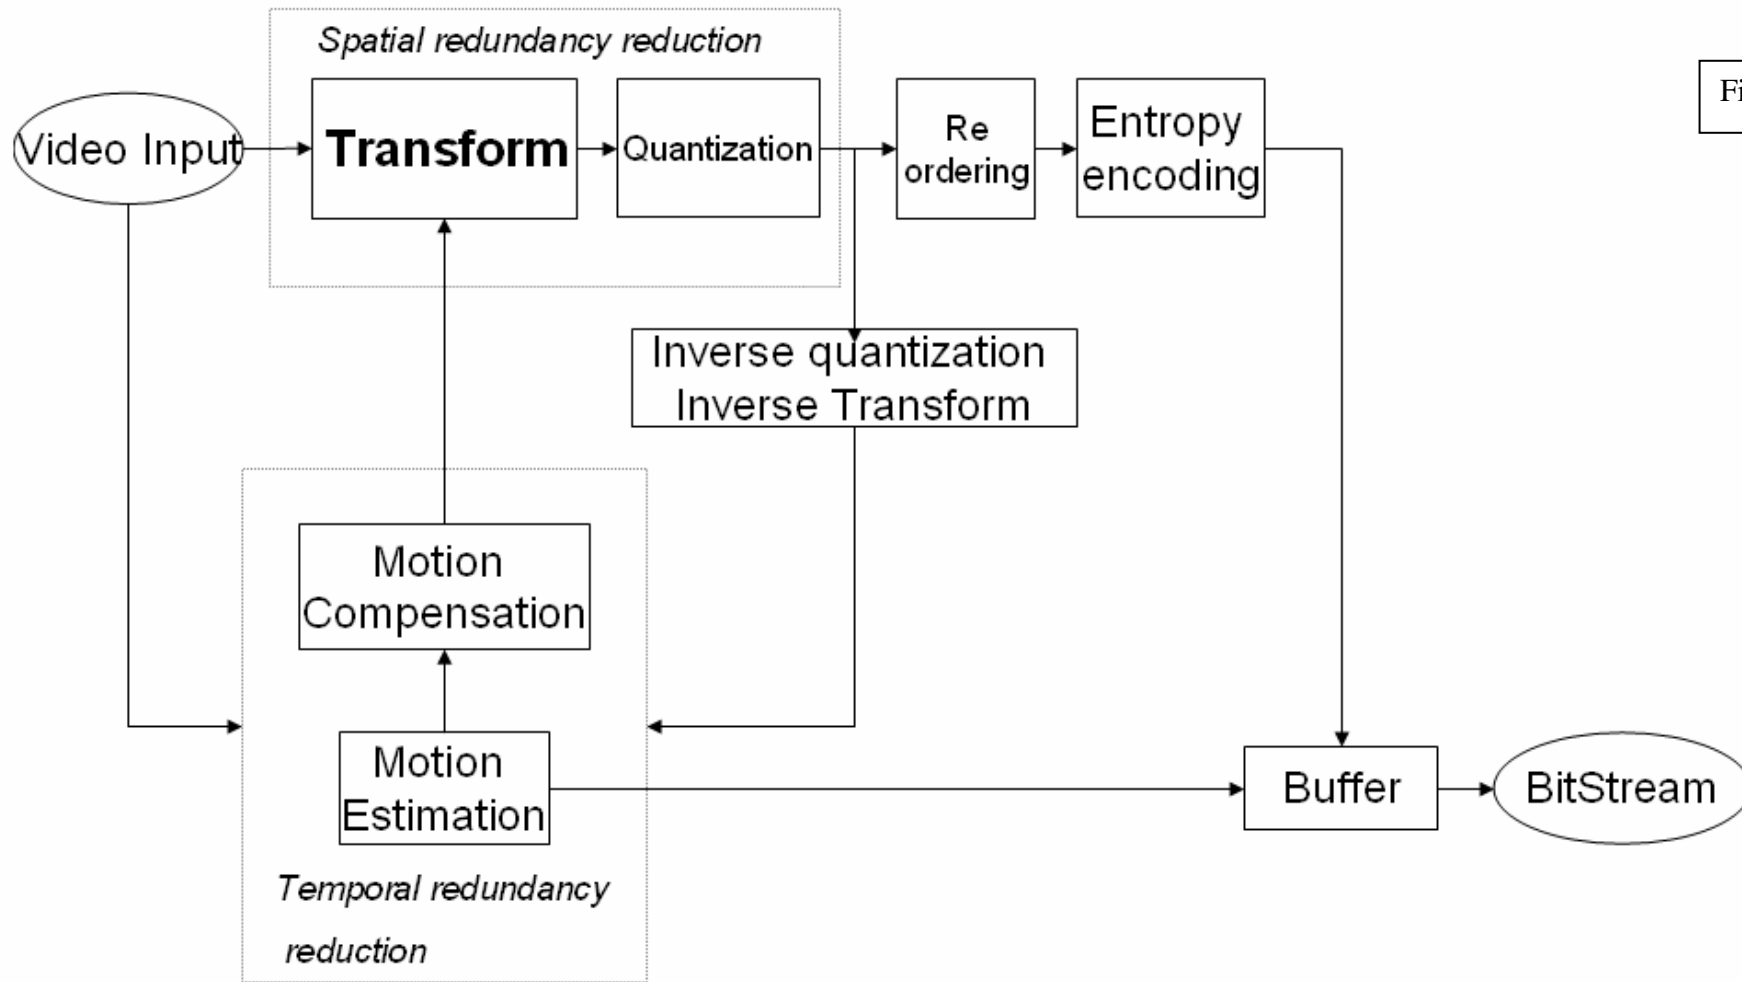 Spatial redundancy reduction
Fi
Video Input
Transform
Quantization
Re
ordering
Entropy
encoding
Inverse quantization
Inverse Transform
Motion
Compensation
Motion
Estimation
Buffer
BitStream
Temporal redundancy
reduction